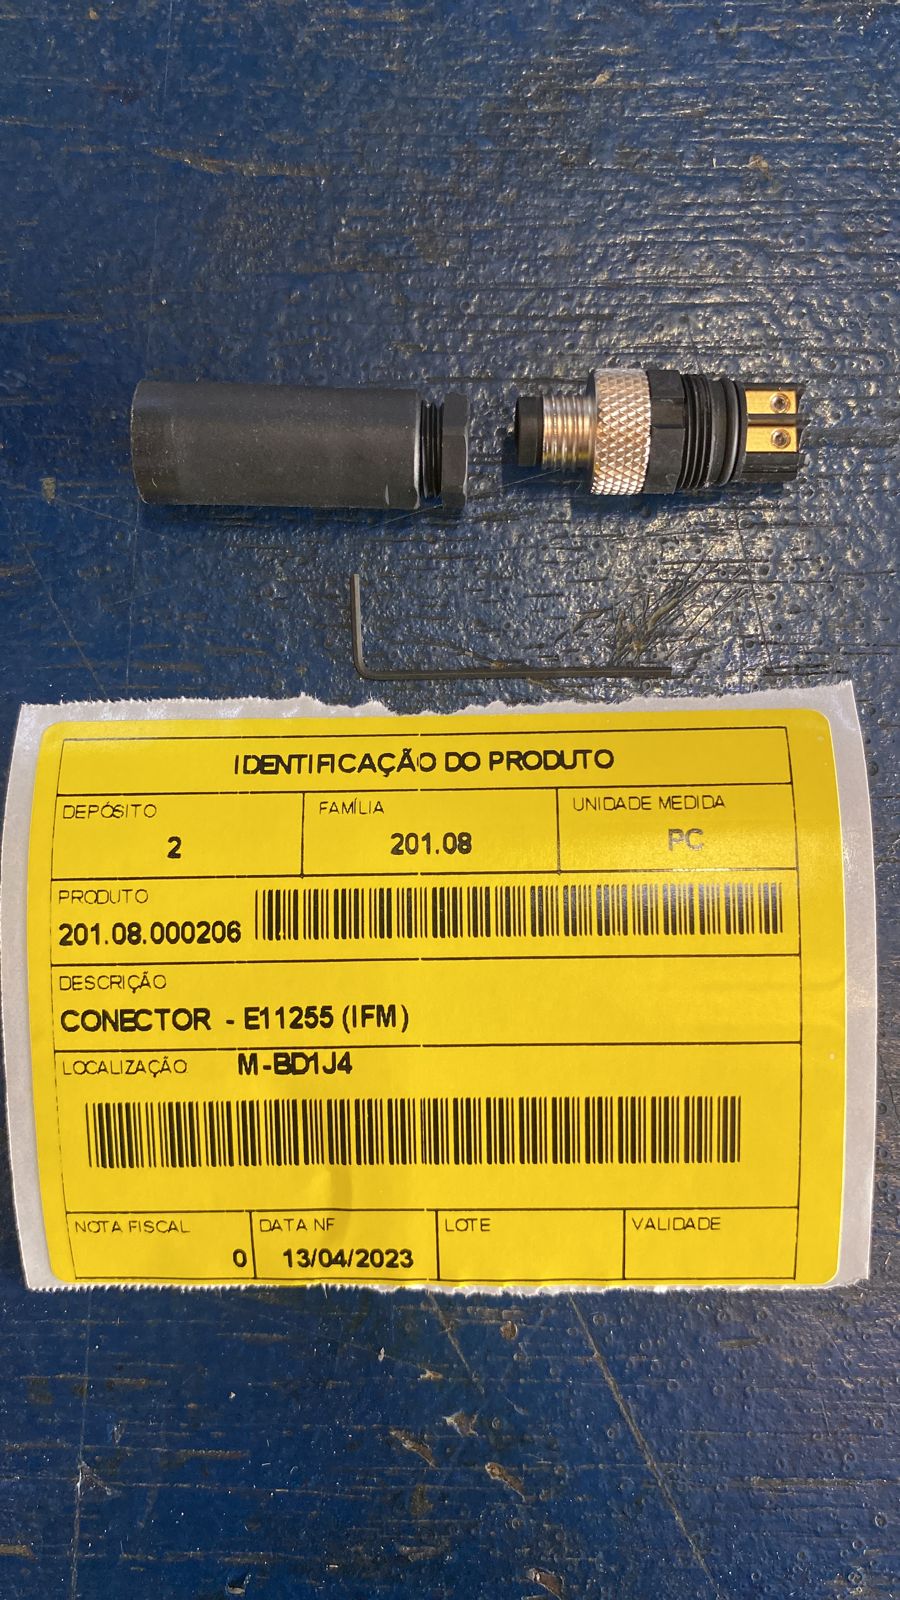 IDENTIFICAÇÃO DO PRODUTO
DEPÓSITO FAMÍLIA UNIDADE MEDIDA
2 201.08 PC
PRODUTO
201.08.000206
DESCRIÇÃO
CONECTOR - E11255 (IFM)
LOCALIZAÇÃO M-BD1J4
NOTA FISCAL DATA NF LOTE VALIDADE
0 13/04/2023